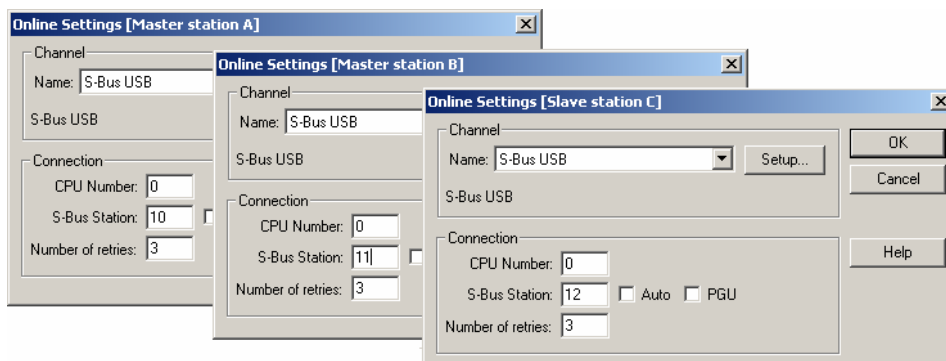 Online Settings [Master station A]
Channel
Name: S-Bus USB
S-Bus USB
Connection
CPU Number: 0
S-Bus Station: 10
Number of retries: 3
Online Settings [Master station B]
Channel
Name: S-Bus USB
S-Bus USB
Connection
CPU Number: 0
S-Bus Station: 11
Number of retries: 3
Online Settings [Slave station C]
Channel
Name: S-Bus USB Setup...
S-Bus USB
Connection
CPU Number: 0
S-Bus Station: 12 Auto PGU
Number of retries: 3
OK
Cancel
Help